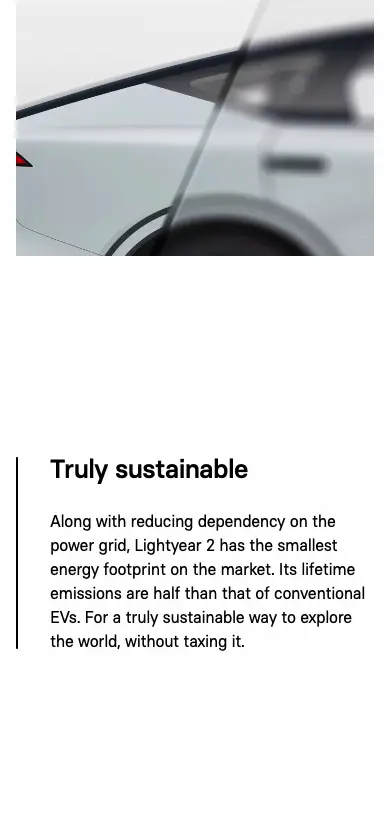 Truly sustainable
Along with reducing dependency on the
power grid, Lightyear 2 has the smallest
energy footprint on the market. Its lifetime
emissions are half than that of conventional
EVs. For a truly sustainable way to explore
the world, without taxing it.